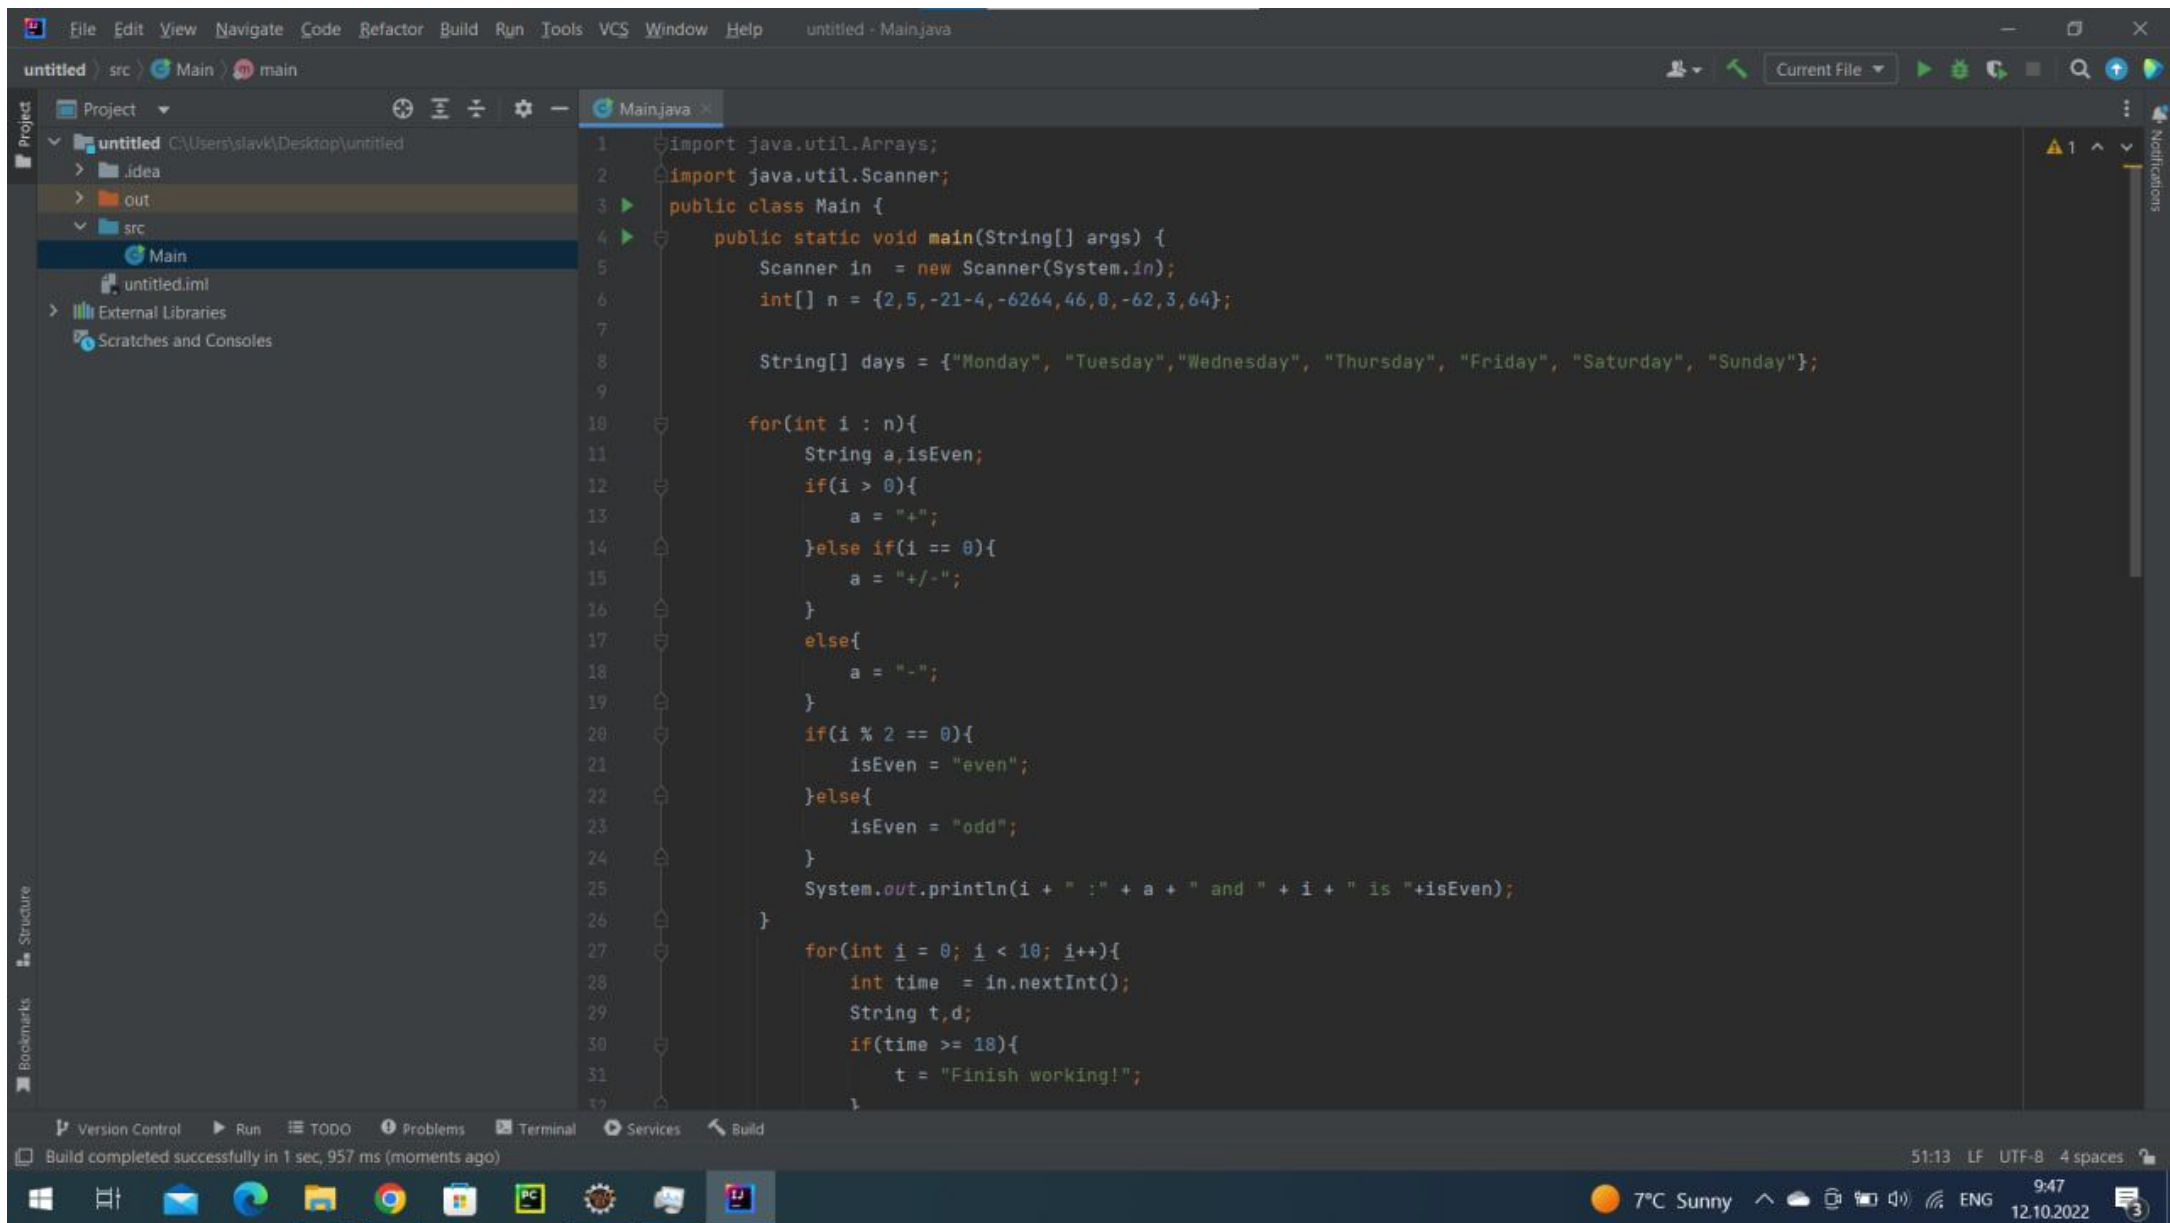 File Edit View Navigate Code Refactor Build Run Tools VCS Window Help untitled - Main.java
untitled src Main main
Current File
Project
Project
Main.java
untitled C:\Users\slavk\Desktop\untitled
.idea
out
src
Main
untitled.iml
External Libraries
Scratches and Consoles
1 import java.util.Arrays;
2 import java.util.Scanner;
3 public class Main {
4 public static void main(String[] args) {
5 Scanner in = new Scanner(System.in);
6 int[] n = {2,5,-21-4,-6264,46,0,-62,3,64};
7
8 String[] days = {"Monday", "Tuesday","Wednesday", "Thursday", "Friday", "Saturday", "Sunday"};
9
10 for(int i : n){
11 String a,isEven;
12 if(i > 0){
13 a = "+";
14 }else if(i == 0){
15 a = "+/-";
16 }
17 else{
18 a = "-";
19 }
20 if(i % 2 == 0){
21 isEven = "even";
22 }else{
23 isEven = "odd";
24 }
25 System.out.println(i + " :" + a + " and " + i + " is "+isEven);
26 }
27 for(int i = 0; i < 10; i++){
28 int time = in.nextInt();
29 String t,d;
30 if(time >= 18){
31 t = "Finish working!";
32 }
1
Notifications
Structure
Bookmarks
Version Control Run TODO Problems Terminal Services Build
Build completed successfully in 1 sec, 957 ms (moments ago)
51:13 LF UTF-8 4 spaces
PC
IJ
7°C Sunny
ENG
9:47
12.10.2022
3